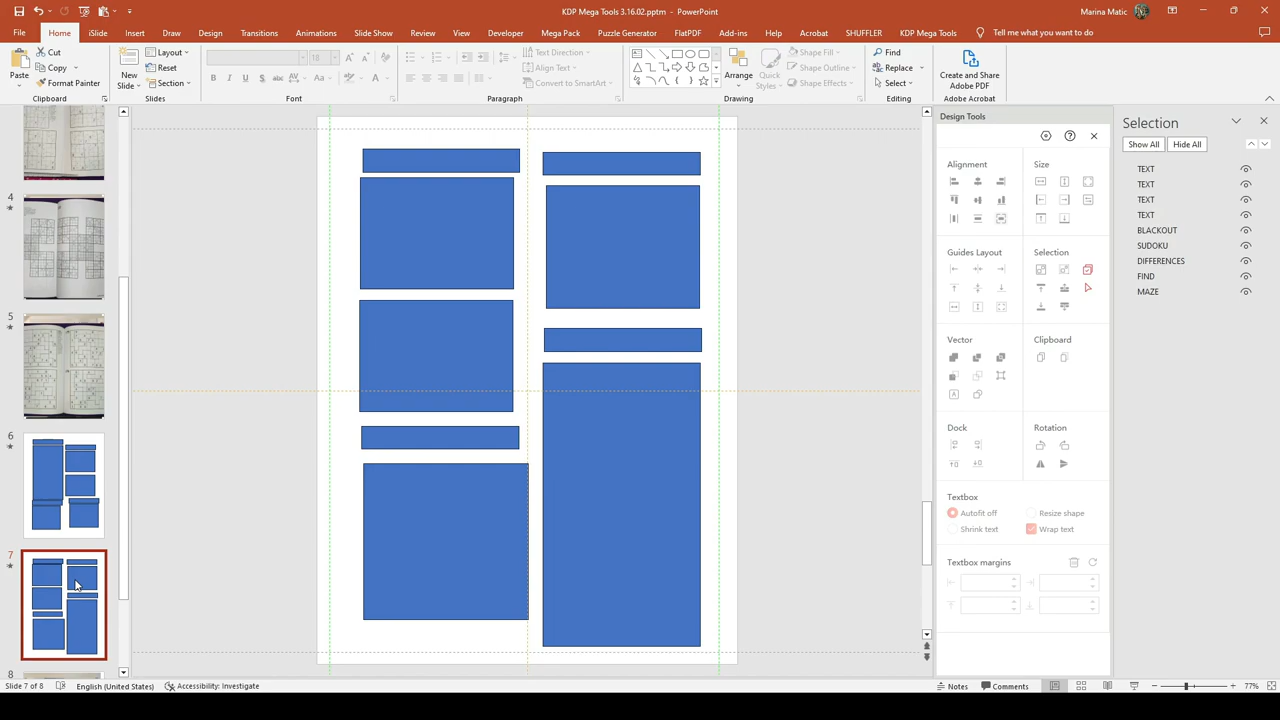 KDP Mega Tools 3.16.02.pptm - PowerPoint
Marina Matic
File Home iSlide Insert Draw Design Transitions Animations Slide Show Review View Developer Mega Pack Puzzle Generator FlatPDF Add-ins Help Acrobat SHUFFLER KDP Mega Tools Tell me what you want to do
Paste
Cut
Copy
Format Painter
Clipboard
New
Slide
Layout
Reset
Section
Slides
18
B I U S ab AV Aa A
Font
Text Direction
Align Text
Convert to SmartArt
Paragraph
Arrange
Quick
Styles
Shape Fill
Shape Outline
Shape Effects
Drawing
Find
Replace
Select
Editing
Create and Share
Adobe PDF
Adobe Acrobat
4
5
6
7
8
Design Tools
Alignment
Size
Guides Layout
Selection
Vector
Clipboard
Dock
Rotation
Textbox
Autofit off
Resize shape
Shrink text
Wrap text
Textbox margins
Selection
Show All
Hide All
TEXT
TEXT
TEXT
TEXT
BLACKOUT
SUDOKU
DIFFERENCES
FIND
MAZE
Slide 7 of 8
English (United States)
Accessibility: Investigate
Notes
Comments
77%